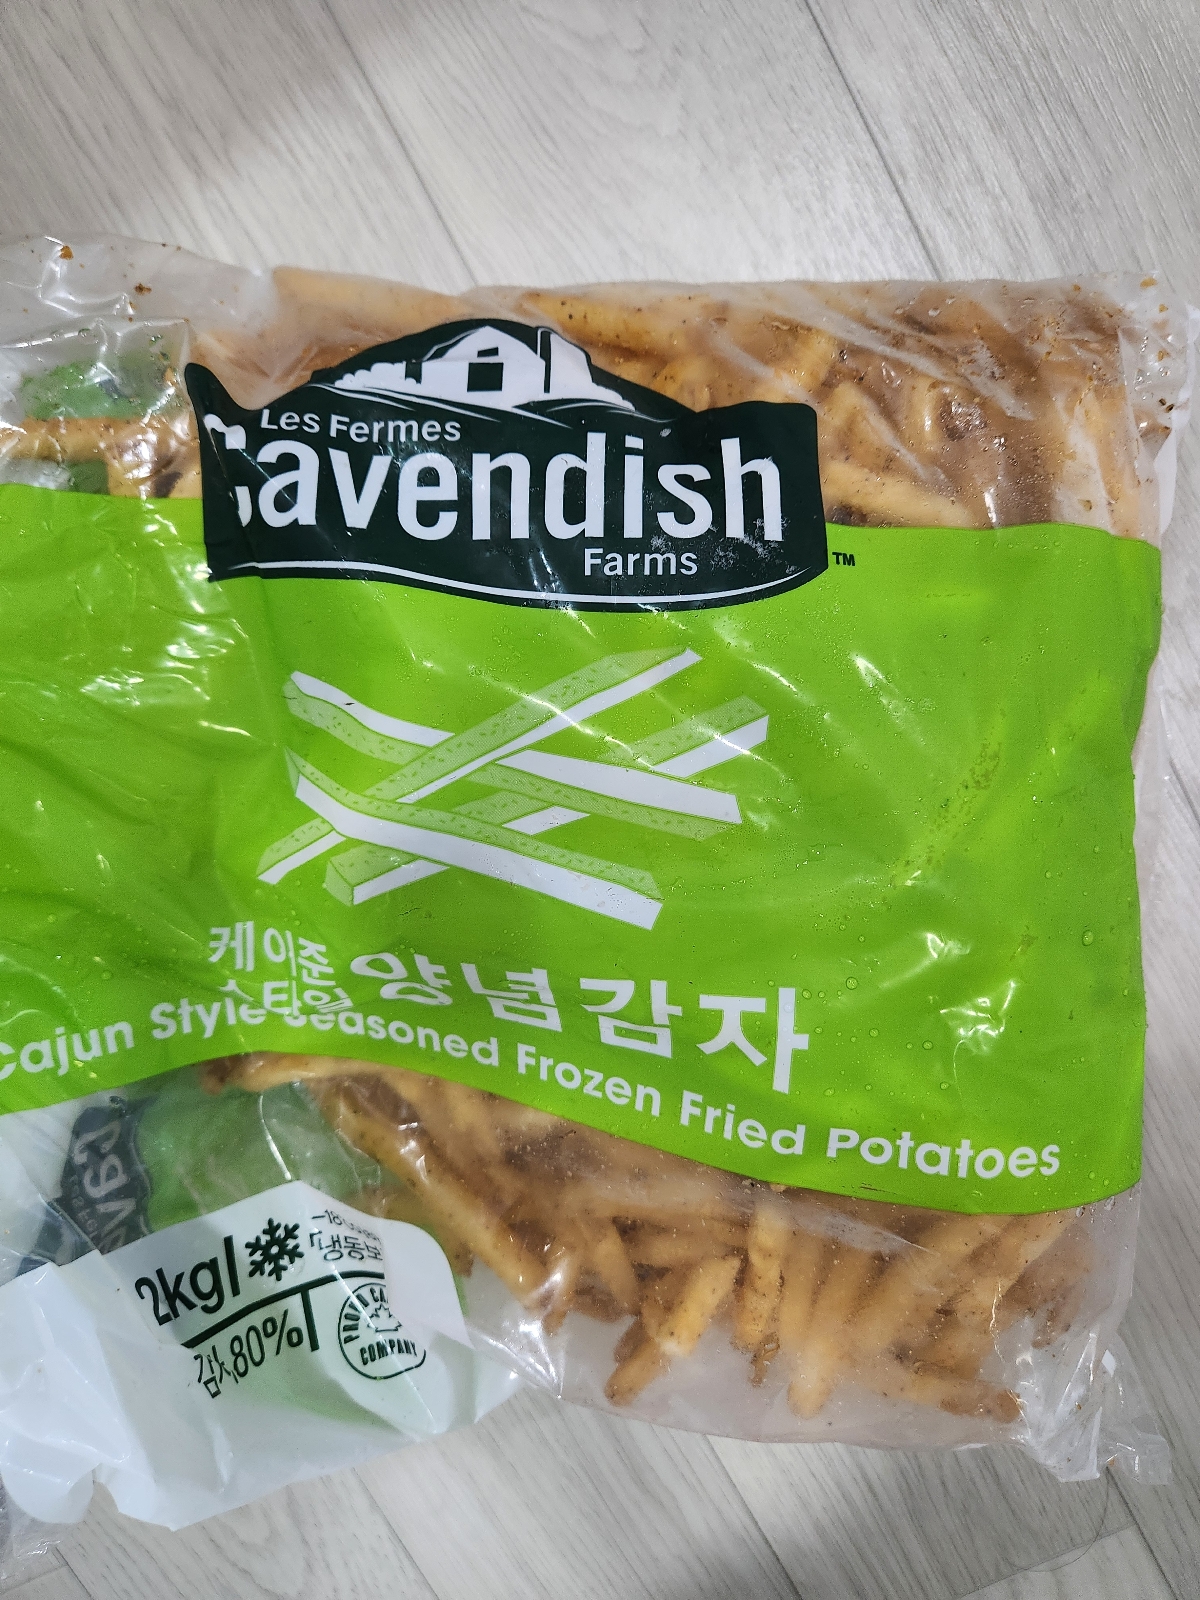 Les Fermes
Cavendish
Farms
TM
케이준
스타일
양념감자
Cajun Style Seasoned Frozen Fried Potatoes
2kg
냉동보
감자 80%
PROUD CA
COMPANY